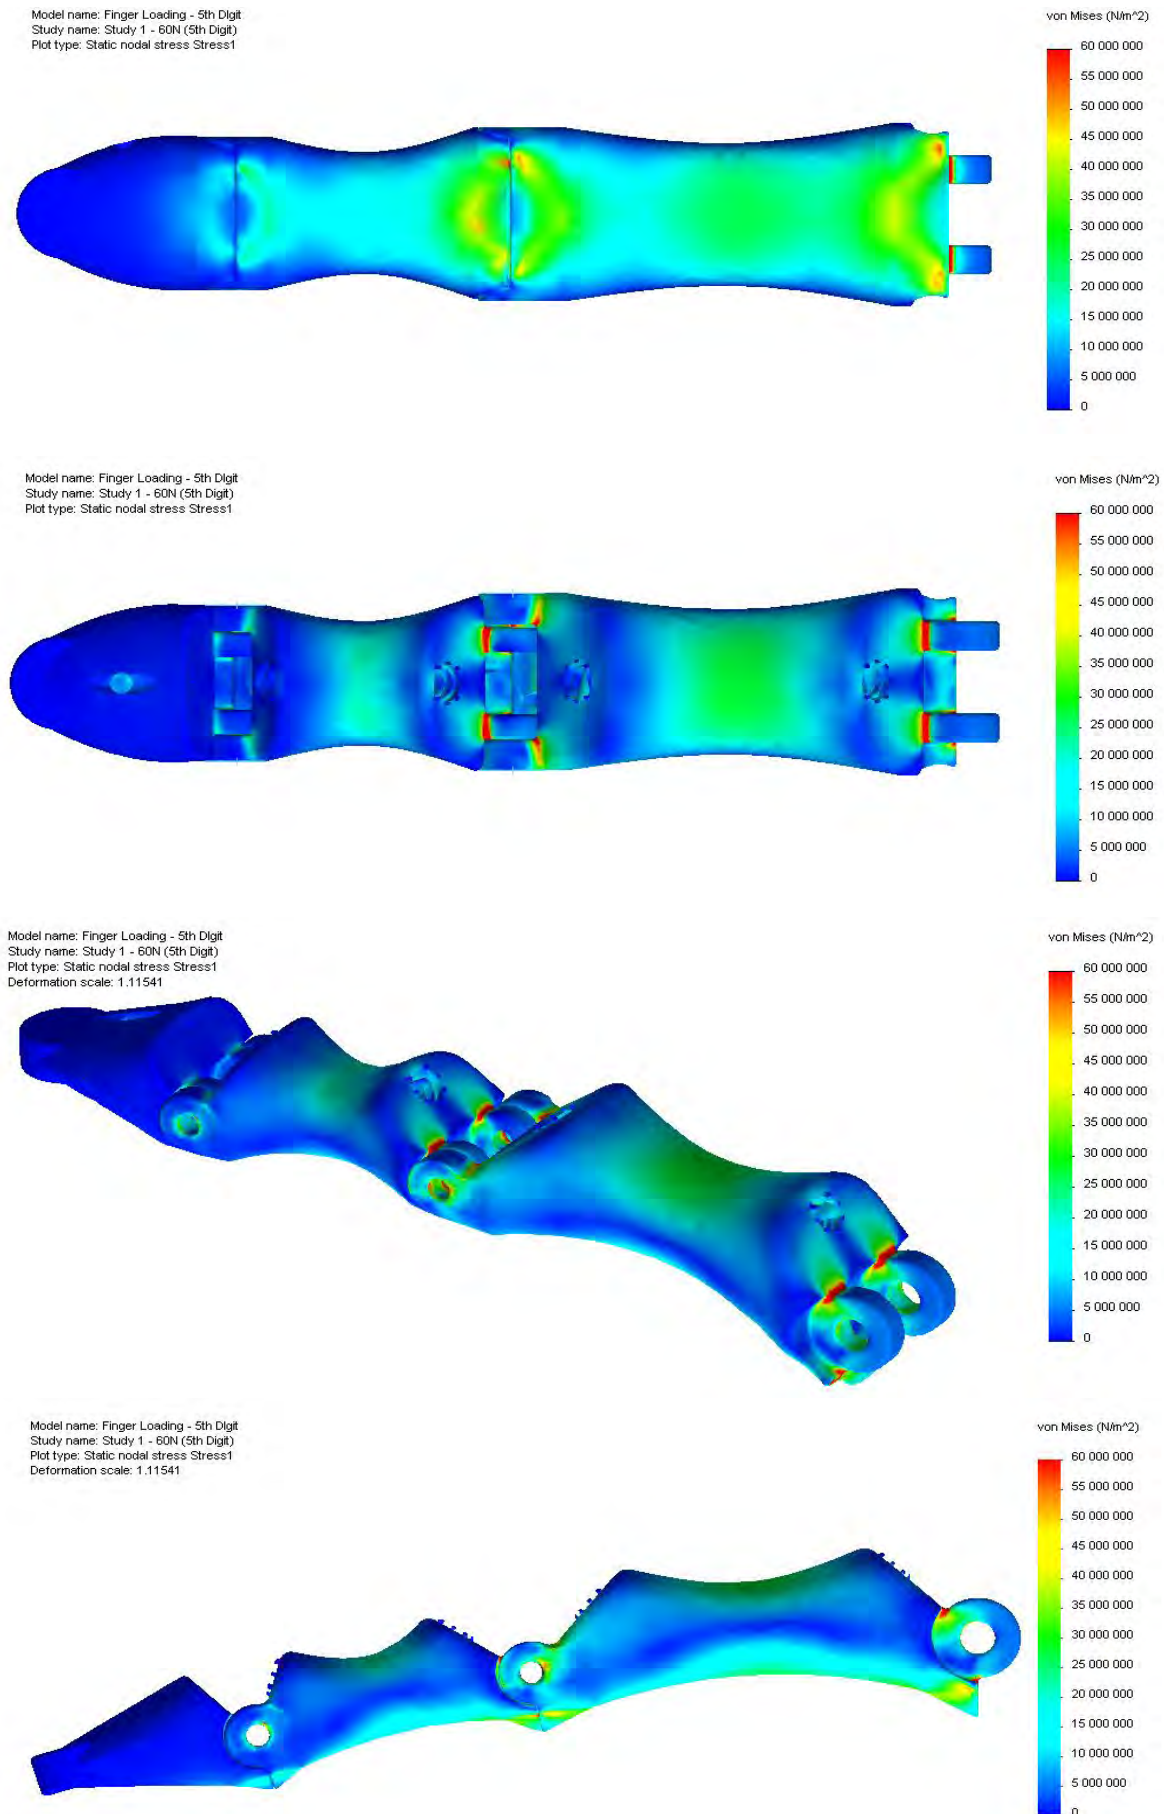 Model name: Finger Loading - 5th DIgit
Study name: Study 1 - 60N (5th Digit)
Plot type: Static nodal stress Stress1
von Mises (N/m^2)
60 000 000
55 000 000
50 000 000
45 000 000
40 000 000
35 000 000
30 000 000
25 000 000
20 000 000
15 000 000
10 000 000
5 000 000
0
Model name: Finger Loading - 5th DIgit
Study name: Study 1 - 60N (5th Digit)
Plot type: Static nodal stress Stress1
von Mises (N/m^2)
60 000 000
55 000 000
50 000 000
45 000 000
40 000 000
35 000 000
30 000 000
25 000 000
20 000 000
15 000 000
10 000 000
5 000 000
0
Model name: Finger Loading - 5th DIgit
Study name: Study 1 - 60N (5th Digit)
Plot type: Static nodal stress Stress1
Deformation scale: 1.11541
von Mises (N/m^2)
60 000 000
55 000 000
50 000 000
45 000 000
40 000 000
35 000 000
30 000 000
25 000 000
20 000 000
15 000 000
10 000 000
5 000 000
0
Model name: Finger Loading - 5th DIgit
Study name: Study 1 - 60N (5th Digit)
Plot type: Static nodal stress Stress1
Deformation scale: 1.11541
von Mises (N/m^2)
60 000 000
55 000 000
50 000 000
45 000 000
40 000 000
35 000 000
30 000 000
25 000 000
20 000 000
15 000 000
10 000 000
5 000 000
0